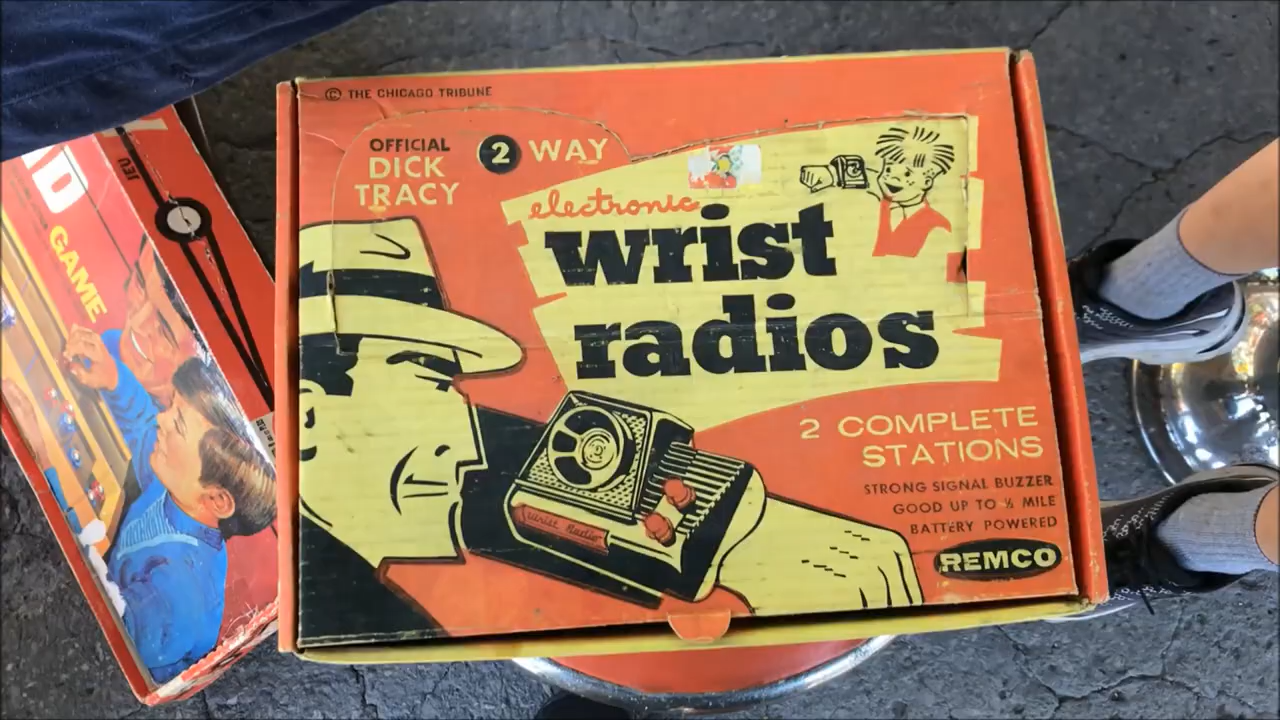 © THE CHICAGO TRIBUNE
OFFICIAL
DICK
TRACY
2 WAY
electronic
wrist
radios
Wrist Radio
2 COMPLETE
STATIONS
STRONG SIGNAL BUZZER
GOOD UP TO ½ MILE
BATTERY POWERED
REMCO
JEU
GAME